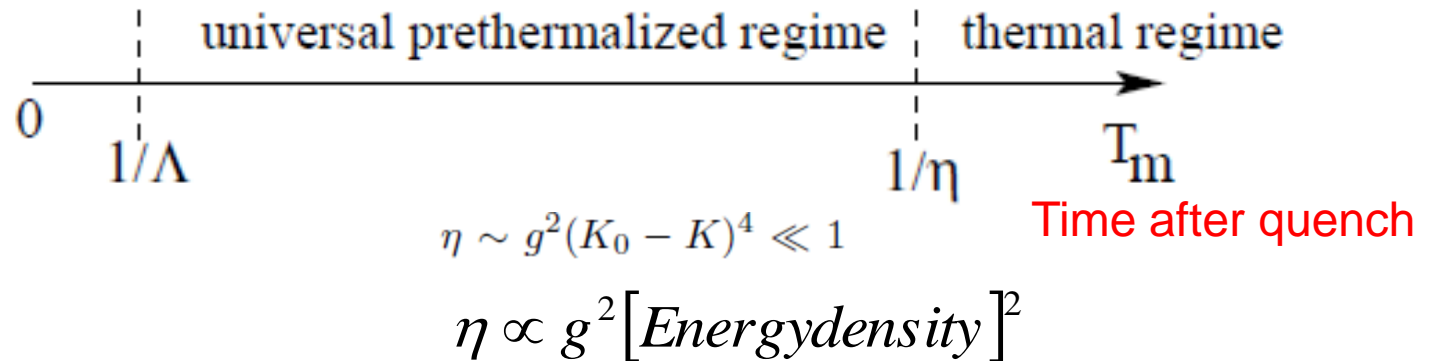 universal prethermalized regime thermal regime
0 1/Λ 1/η T_m
Time after quench
η ∼ g²(K₀ − K)⁴ ≪ 1
η ∝ g²[Energydensity]²